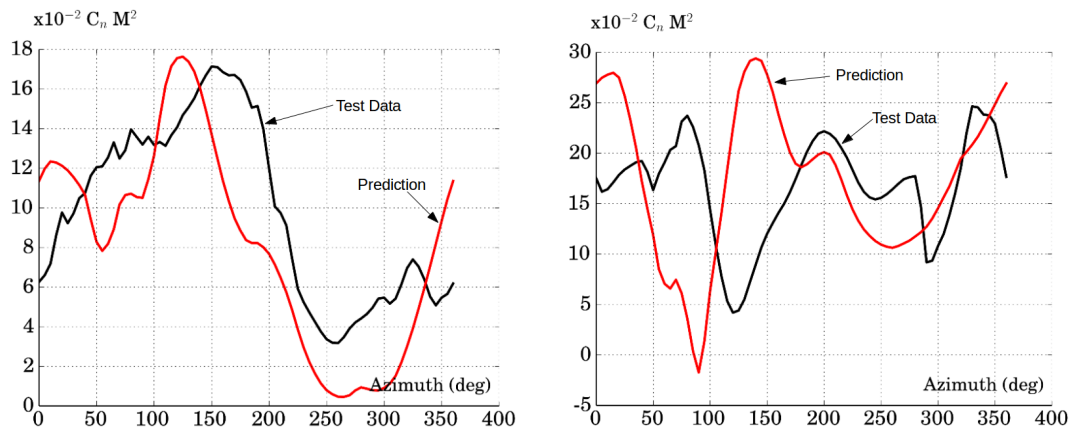 x10⁻² Cₙ M²
18
16
14
12
10
8
6
4
2
0
0 50 100 150 200 250 300 350 400
Test Data
Prediction
Azimuth (deg)
x10⁻² Cₙ M²
30
25
20
15
10
5
0
-5
0 50 100 150 200 250 300 350 400
Prediction
Test Data
Azimuth (deg)